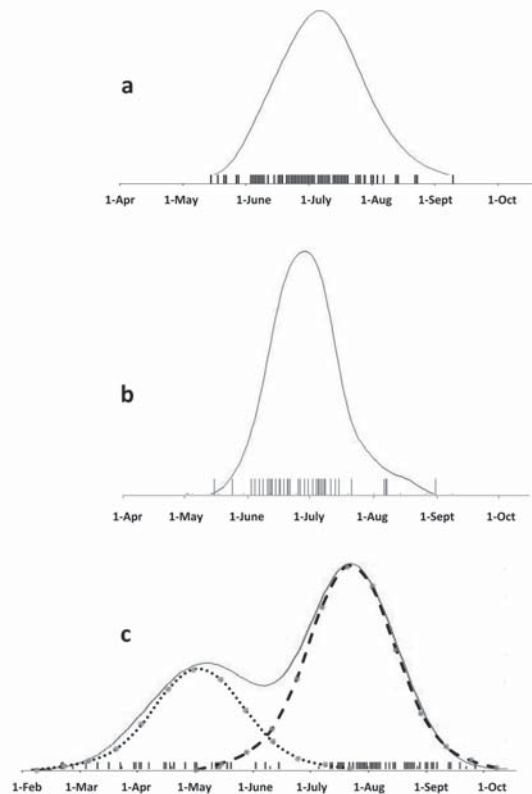 a
1-Apr 1-May 1-June 1-July 1-Aug 1-Sept 1-Oct
b
1-Apr 1-May 1-June 1-July 1-Aug 1-Sept 1-Oct
c
1-Feb 1-Mar 1-Apr 1-May 1-June 1-July 1-Aug 1-Sept 1-Oct